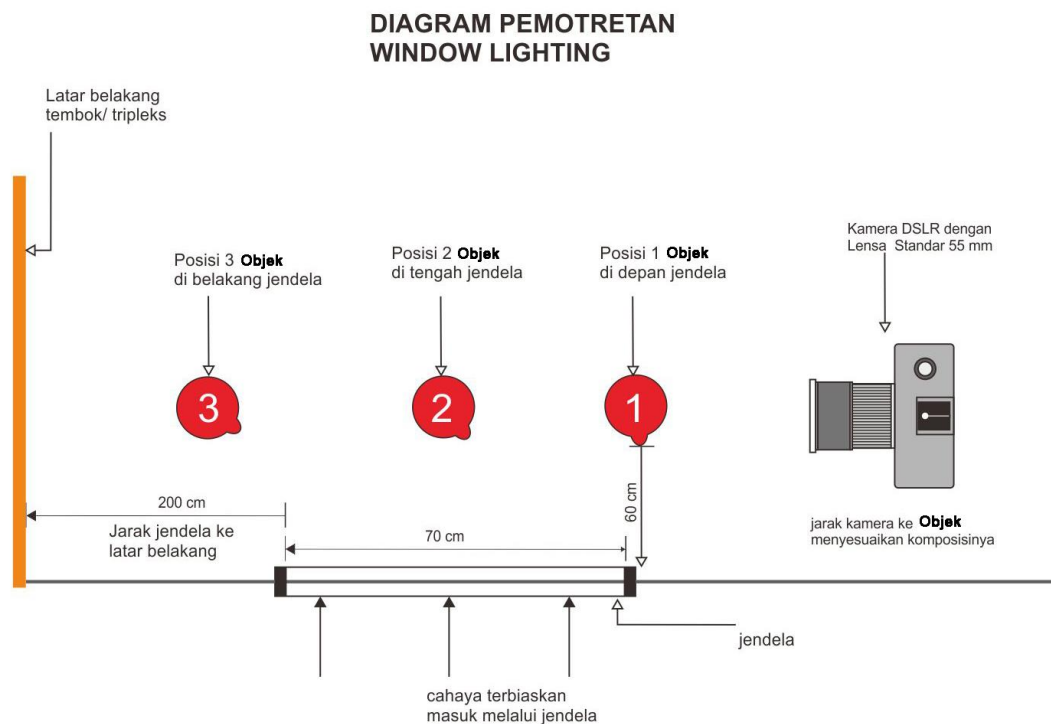 DIAGRAM PEMOTRETAN
WINDOW LIGHTING
Latar belakang
tembok/ tripleks
Posisi 3 Objek
di belakang jendela
Posisi 2 Objek
di tengah jendela
Posisi 1 Objek
di depan jendela
Kamera DSLR dengan
Lensa Standar 55 mm
3
2
1
200 cm
Jarak jendela ke
latar belakang
70 cm
60 cm
jarak kamera ke Objek
menyesuaikan komposisinya
jendela
cahaya terbiaskan
masuk melalui jendela